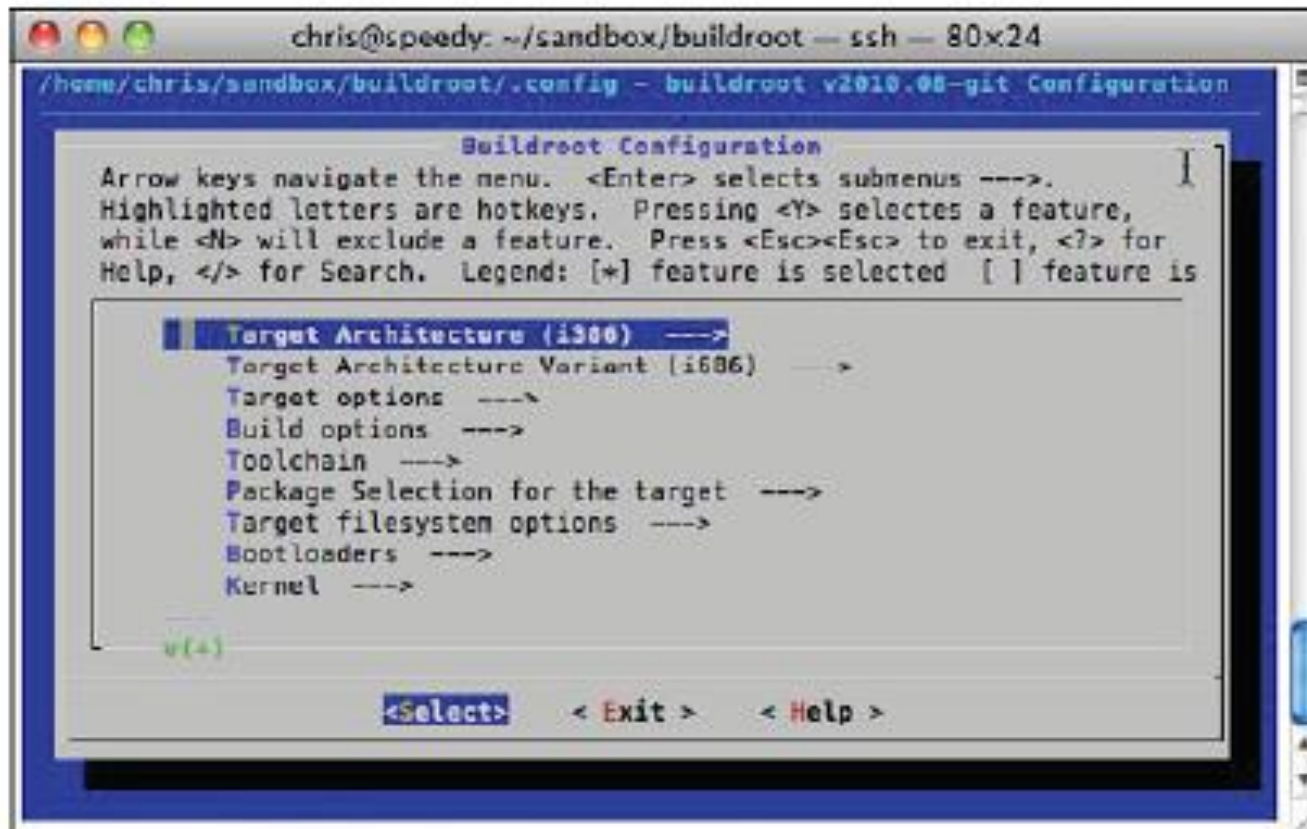 chris@speedy: ~/sandbox/buildroot — ssh — 80×24
/home/chris/sandbox/buildroot/.config - buildroot v2010.08-git Configuration
Buildroot Configuration
Arrow keys navigate the menu. <Enter> selects submenus --->.
Highlighted letters are hotkeys. Pressing <Y> selectes a feature,
while <N> will exclude a feature. Press <Esc><Esc> to exit, <?> for
Help, </> for Search. Legend: [*] feature is selected [ ] feature is
Target Architecture (i386) --->
Target Architecture Variant (i686) --->
Target options --->
Build options --->
Toolchain --->
Package Selection for the target --->
Target filesystem options --->
Bootloaders --->
Kernel --->
v(+)
<Select> < Exit > < Help >